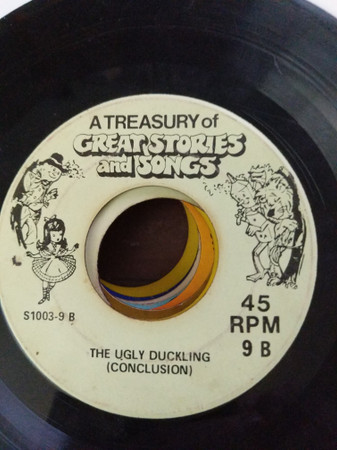 A TREASURY of
GREAT STORIES
and SONGS
S1003-9 B
45
RPM
9 B
THE UGLY DUCKLING
(CONCLUSION)